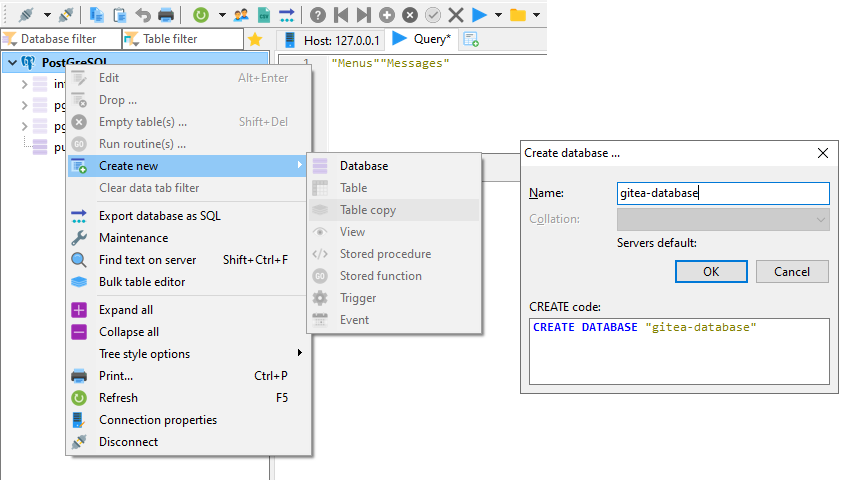 Database filter
Table filter
Host: 127.0.0.1
Query*
PostGreSQL
1
"Menus""Messages"
Edit Alt+Enter
Drop ...
Empty table(s) ... Shift+Del
Run routine(s) ...
Create new
Clear data tab filter
Export database as SQL
Maintenance
Find text on server Shift+Ctrl+F
Bulk table editor
Expand all
Collapse all
Tree style options
Print... Ctrl+P
Refresh F5
Connection properties
Disconnect
Database
Table
Table copy
View
Stored procedure
GO Stored function
Trigger
Event
Create database ...
Name: gitea-database
Collation:
Servers default:
OK Cancel
CREATE code:
CREATE DATABASE "gitea-database"